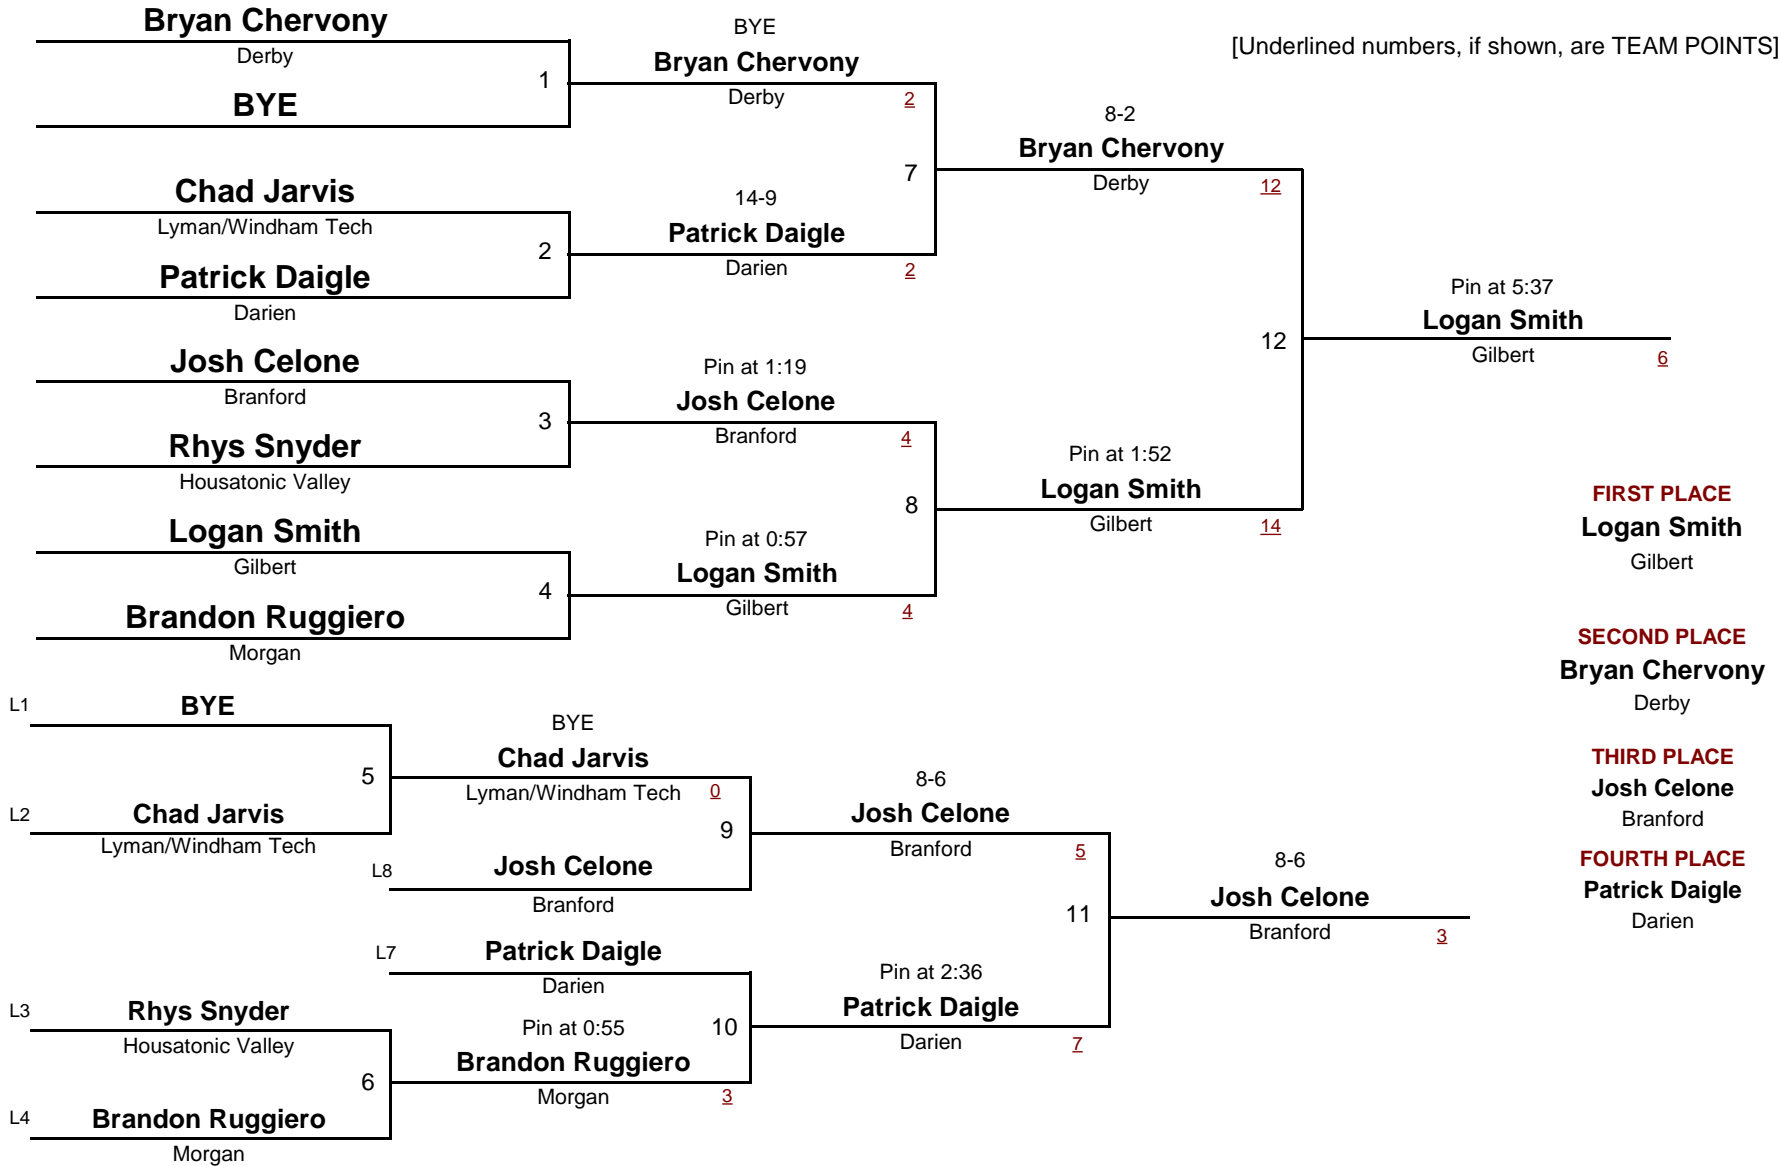 [Underlined numbers, if shown, are TEAM POINTS]
Bryan Chervony
Derby
1
BYE
Chad Jarvis
Lyman/Windham Tech
2
Patrick Daigle
Darien
Josh Celone
Branford
3
Rhys Snyder
Housatonic Valley
Logan Smith
Gilbert
4
Brandon Ruggiero
Morgan
BYE
Bryan Chervony
Derby 2
7
14-9
Patrick Daigle
Darien 2
Pin at 1:19
Josh Celone
Branford 4
8
Pin at 0:57
Logan Smith
Gilbert 4
8-2
Bryan Chervony
Derby 12
12
Pin at 1:52
Logan Smith
Gilbert 14
Pin at 5:37
Logan Smith
Gilbert 6
L1 BYE
5
L2 Chad Jarvis
Lyman/Windham Tech
L3 Rhys Snyder
Housatonic Valley
6
L4 Brandon Ruggiero
Morgan
BYE
Chad Jarvis
Lyman/Windham Tech 0
9
L8 Josh Celone
Branford
L7 Patrick Daigle
Darien
Pin at 0:55 10
Brandon Ruggiero
Morgan 3
8-6
Josh Celone
Branford 5
11
Pin at 2:36
Patrick Daigle
Darien 7
8-6
Josh Celone
Branford 3
FIRST PLACE
Logan Smith
Gilbert
SECOND PLACE
Bryan Chervony
Derby
THIRD PLACE
Josh Celone
Branford
FOURTH PLACE
Patrick Daigle
Darien